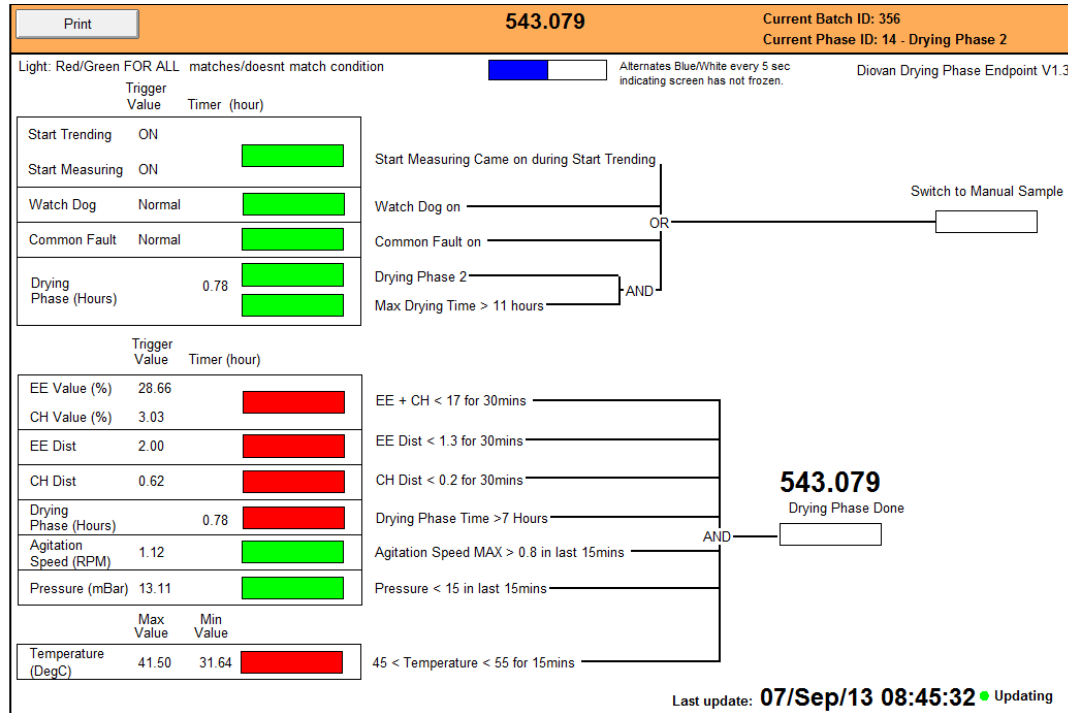 Print
543.079
Current Batch ID: 356
Current Phase ID: 14 - Drying Phase 2
Light: Red/Green FOR ALL matches/doesnt match condition
Alternates Blue/White every 5 sec
indicating screen has not frozen.
Diovan Drying Phase Endpoint V1.3
Trigger
Value Timer (hour)
Start Trending ON
Start Measuring ON
Start Measuring Came on during Start Trending
Switch to Manual Sample
Watch Dog Normal
Watch Dog on
OR
Common Fault Normal
Common Fault on
Drying
Phase (Hours) 0.78
Drying Phase 2
AND
Max Drying Time > 11 hours
Trigger
Value Timer (hour)
EE Value (%) 28.66
CH Value (%) 3.03
EE + CH < 17 for 30mins
EE Dist 2.00
EE Dist < 1.3 for 30mins
CH Dist 0.62
CH Dist < 0.2 for 30mins
543.079
Drying Phase Done
Drying
Phase (Hours) 0.78
Drying Phase Time >7 Hours
AND
Agitation
Speed (RPM) 1.12
Agitation Speed MAX > 0.8 in last 15mins
Pressure (mBar) 13.11
Pressure < 15 in last 15mins
Max
Value
Min
Value
Temperature
(DegC) 41.50 31.64
45 < Temperature < 55 for 15mins
Last update: 07/Sep/13 08:45:32 Updating